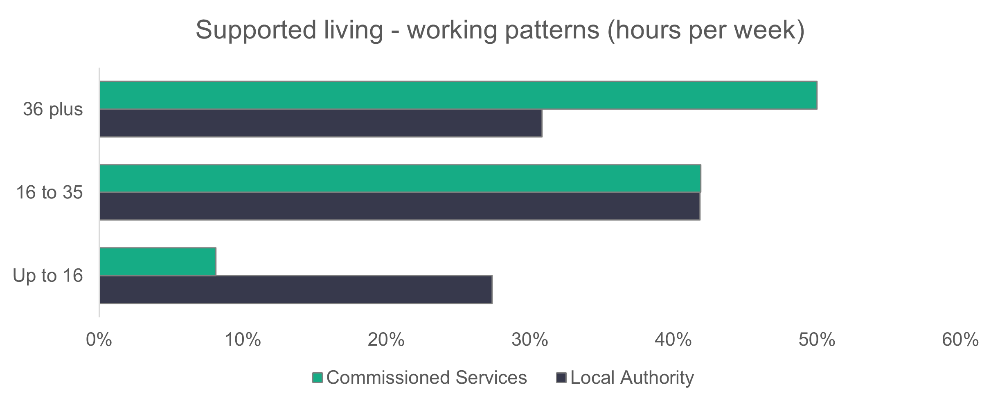 Supported living - working patterns (hours per week)
36 plus
16 to 35
Up to 16
0% 10% 20% 30% 40% 50% 60%
Commissioned Services Local Authority